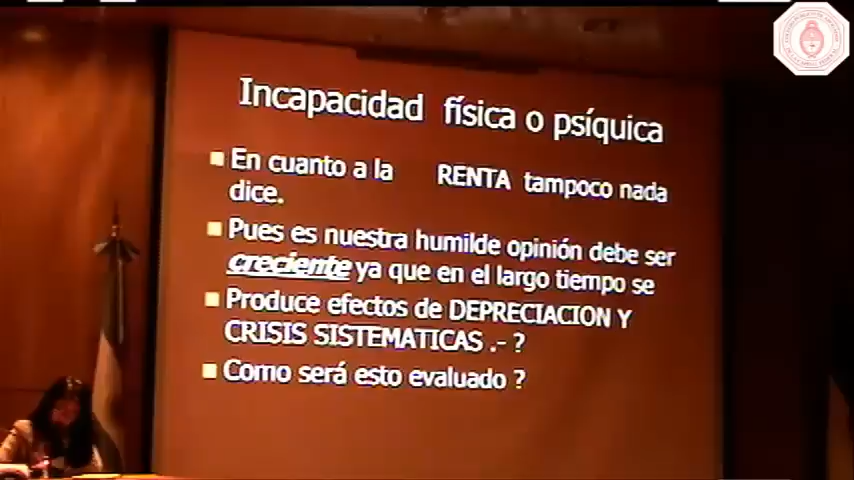 Incapacidad física o psíquica
En cuanto a la RENTA tampoco nada
dice.
Pues es nuestra humilde opinión debe ser
creciente ya que en el largo tiempo se
Produce efectos de DEPRECIACION Y
CRISIS SISTEMATICAS .- ?
Como será esto evaluado ?